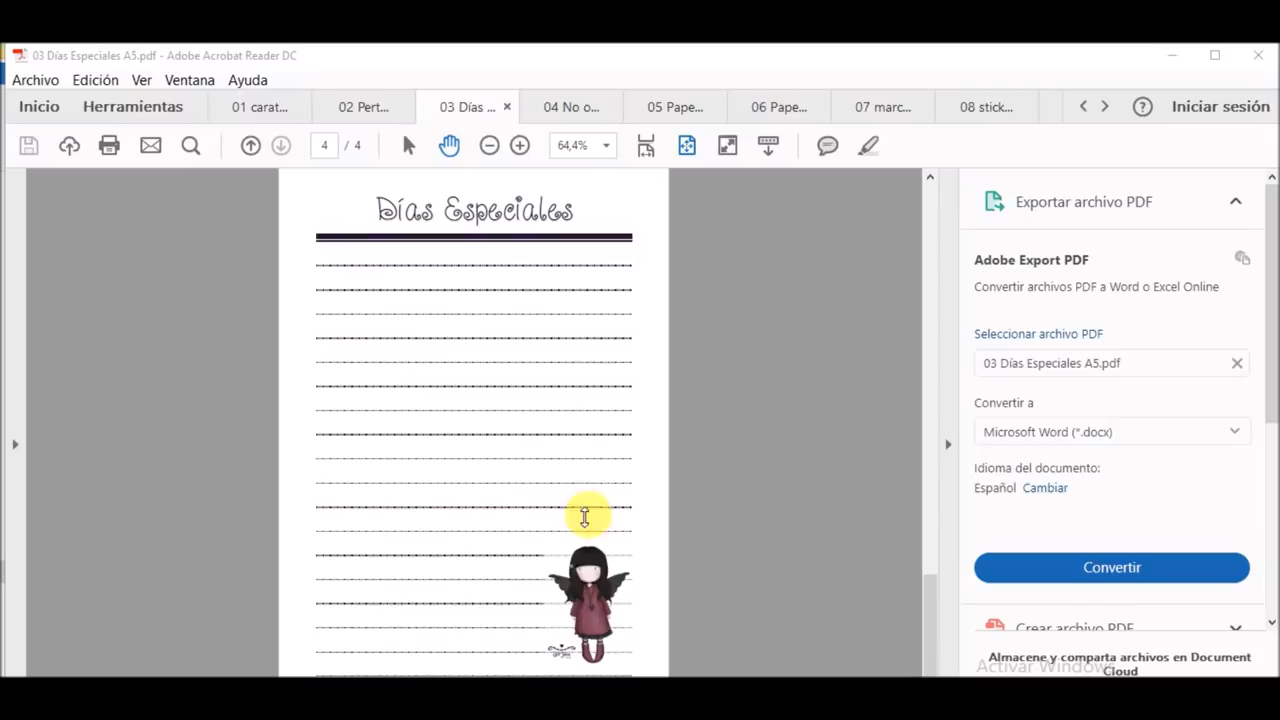 03 Días Especiales A5.pdf - Adobe Acrobat Reader DC
Archivo Edición Ver Ventana Ayuda
Inicio Herramientas 01 carat... 02 Pert... 03 Días ... 04 No o... 05 Pape... 06 Pape... 07 marc... 08 stick... Iniciar sesión
4 / 4 64,4%
Días Especiales
Exportar archivo PDF
Adobe Export PDF
Convertir archivos PDF a Word o Excel Online
Seleccionar archivo PDF
03 Días Especiales A5.pdf
Convertir a
Microsoft Word (*.docx)
Idioma del documento:
Español Cambiar
Convertir
Crear archivo PDF
Almacene y comparta archivos en Document
Cloud
Activar Windows